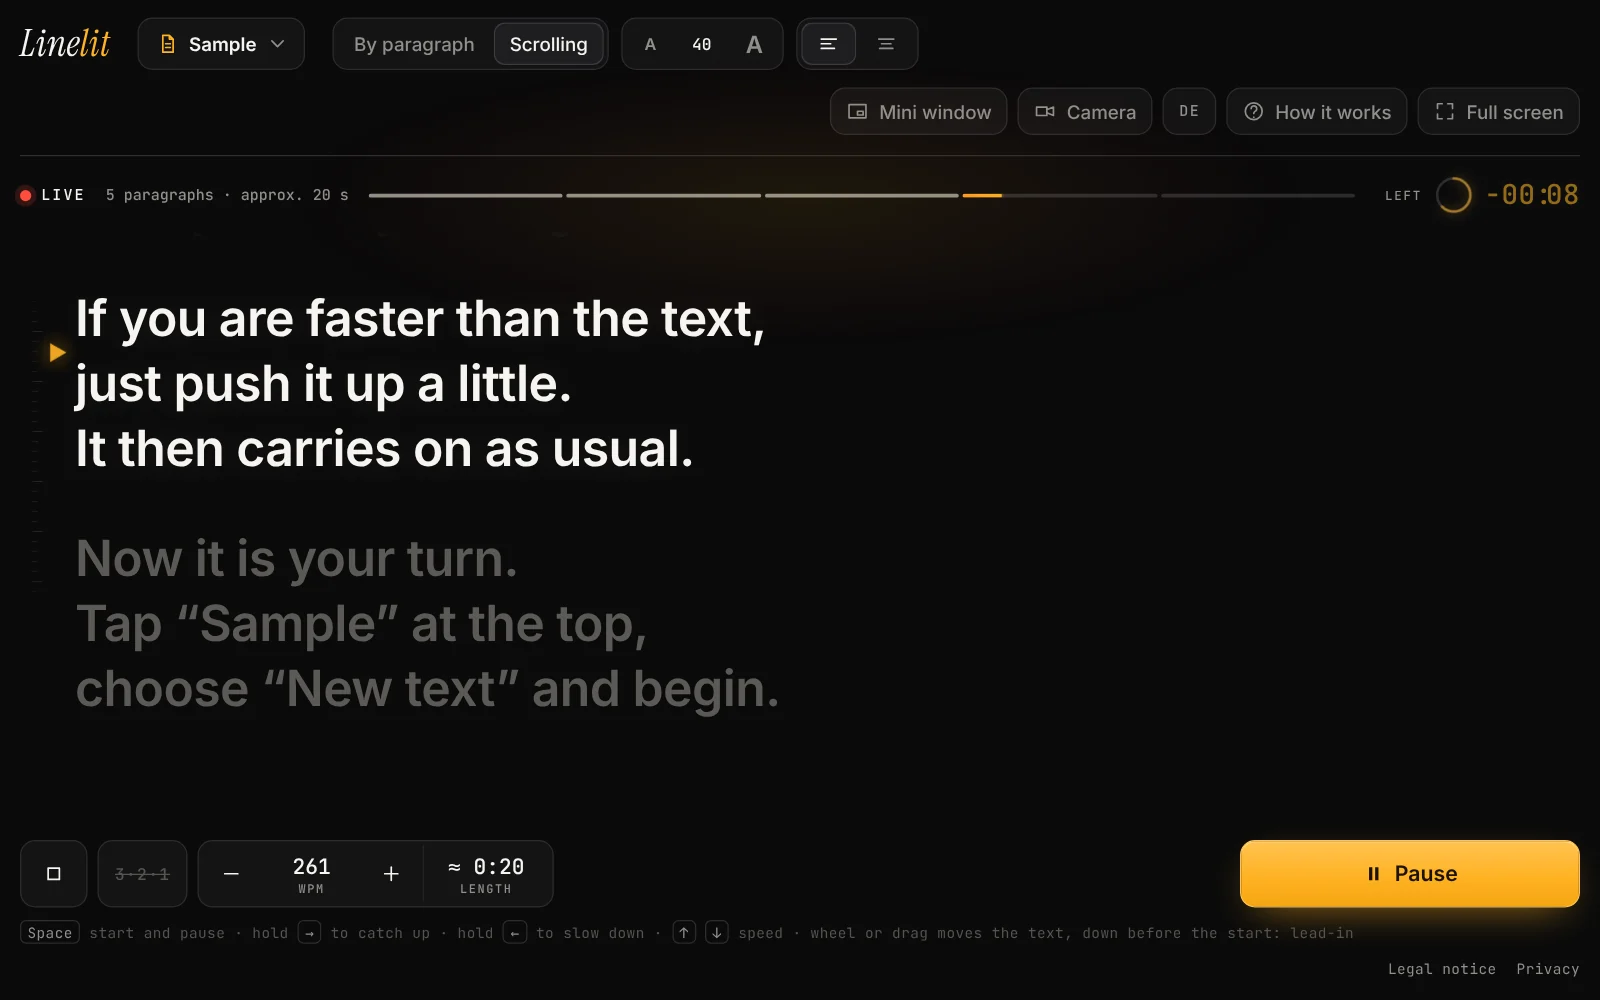 Linelit
Sample
By paragraph Scrolling
A 40 A
Mini window Camera DE How it works Full screen
LIVE 5 paragraphs · approx. 20 s LEFT -00:08
If you are faster than the text,
just push it up a little.
It then carries on as usual.
Now it is your turn.
Tap “Sample” at the top,
choose “New text” and begin.
3·2·1
− 261 + ≈ 0:20
WPM LENGTH
Pause
Space start and pause · hold → to catch up · hold ← to slow down · ↑ ↓ speed · wheel or drag moves the text, down before the start: lead-in
Legal notice Privacy